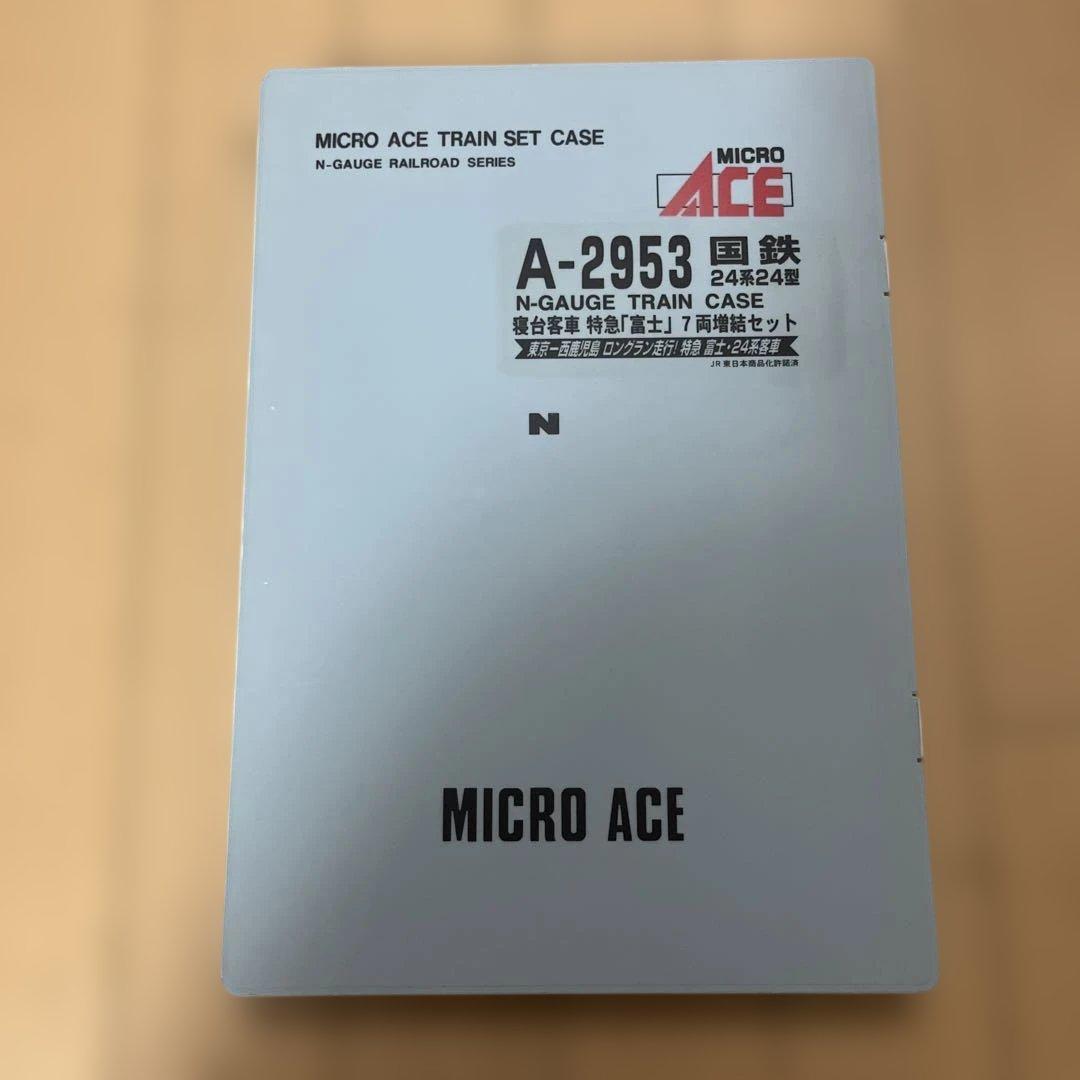 MICRO ACE TRAIN SET CASE
N-GAUGE RAILROAD SERIES
MICRO
ACE
A-2953 国鉄
24系24型
N-GAUGE TRAIN CASE
寝台客車 特急「富士」7両増結セット
東京ー西鹿児島 ロングラン走行! 特急 富士・24系客車
JR東日本商品化許諾済
N
MICRO ACE